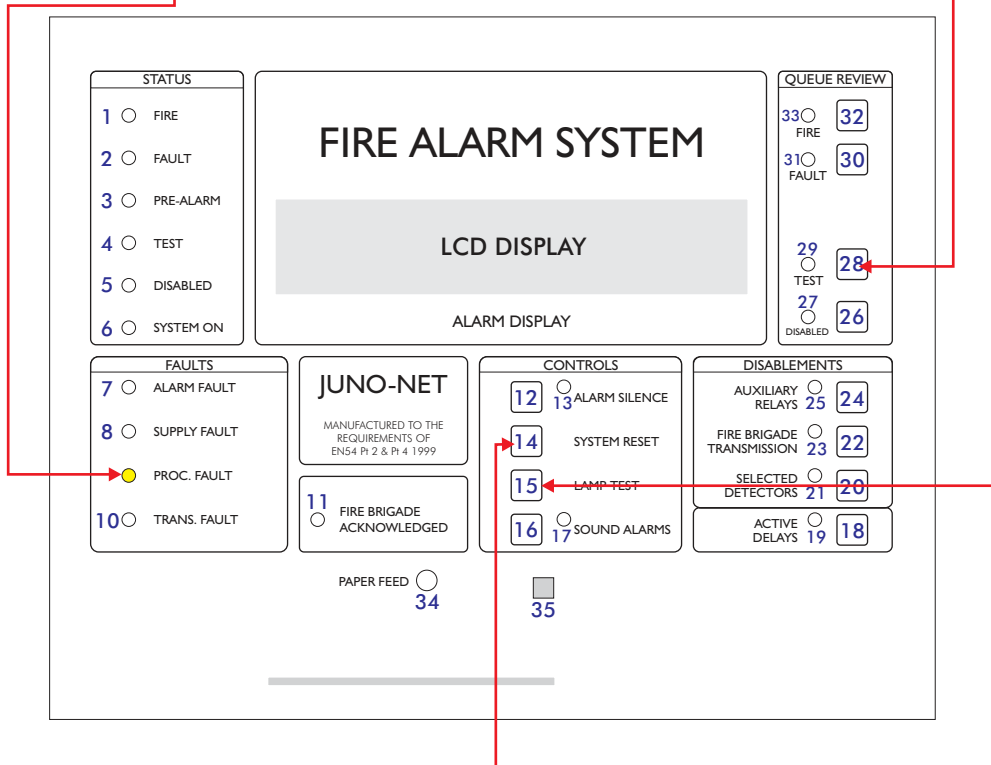 STATUS
1 FIRE
2 FAULT
3 PRE-ALARM
4 TEST
5 DISABLED
6 SYSTEM ON
FIRE ALARM SYSTEM
LCD DISPLAY
ALARM DISPLAY
QUEUE REVIEW
33 32
FIRE
31 30
FAULT
29
28
TEST
27
26
DISABLED
FAULTS
7 ALARM FAULT
8 SUPPLY FAULT
PROC. FAULT
10 TRANS. FAULT
JUNO-NET
MANUFACTURED TO THE
REQUIREMENTS OF
EN54 Pt 2 & Pt 4 1999
11
FIRE BRIGADE
ACKNOWLEDGED
CONTROLS
12 13 ALARM SILENCE
14 SYSTEM RESET
15 LAMP TEST
16 17 SOUND ALARMS
DISABLEMENTS
AUXILIARY
RELAYS 25 24
FIRE BRIGADE
TRANSMISSION 23 22
SELECTED
DETECTORS 21 20
ACTIVE
DELAYS 19 18
PAPER FEED
34
35